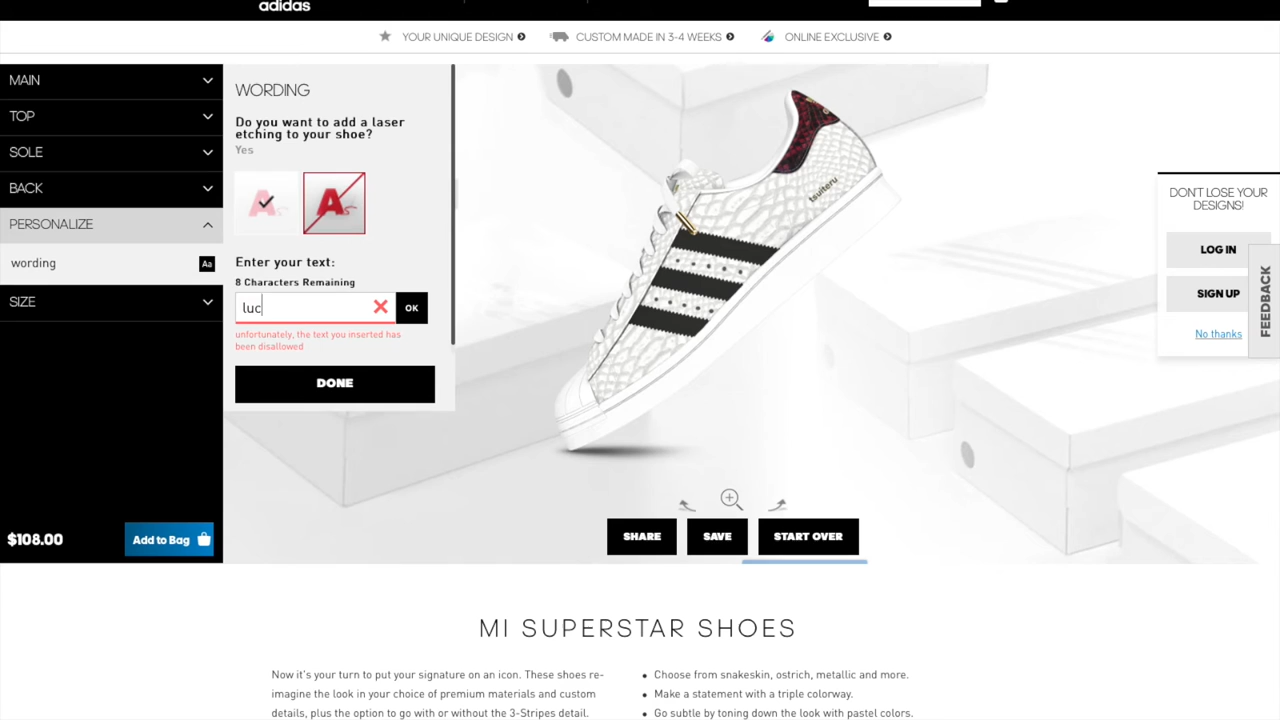 adidas
YOUR UNIQUE DESIGN
CUSTOM MADE IN 3-4 WEEKS
ONLINE EXCLUSIVE
MAIN
TOP
SOLE
BACK
PERSONALIZE
wording
Aa
SIZE
$108.00
Add to Bag
WORDING
Do you want to add a laser
etching to your shoe?
Yes
Enter your text:
8 Characters Remaining
luc
OK
unfortunately, the text you inserted has
been disallowed
DONE
tsuiteru
SHARE
SAVE
START OVER
DON'T LOSE YOUR
DESIGNS!
LOG IN
SIGN UP
No thanks
FEEDBACK
MI SUPERSTAR SHOES
Now it's your turn to put your signature on an icon. These shoes re-
imagine the look in your choice of premium materials and custom
details, plus the option to go with or without the 3-Stripes detail.
• Choose from snakeskin, ostrich, metallic and more.
• Make a statement with a triple colorway.
• Go subtle by toning down the look with pastel colors.